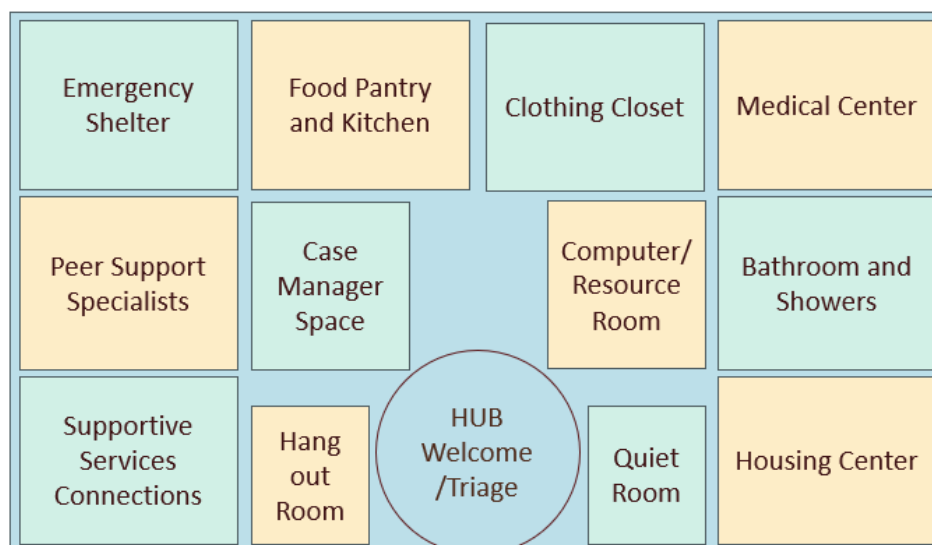 Emergency
Shelter
Food Pantry
and Kitchen
Clothing Closet
Medical Center
Peer Support
Specialists
Case
Manager
Space
Computer/
Resource
Room
Bathroom and
Showers
Supportive
Services
Connections
Hang
out
Room
HUB
Welcome
/Triage
Quiet
Room
Housing Center